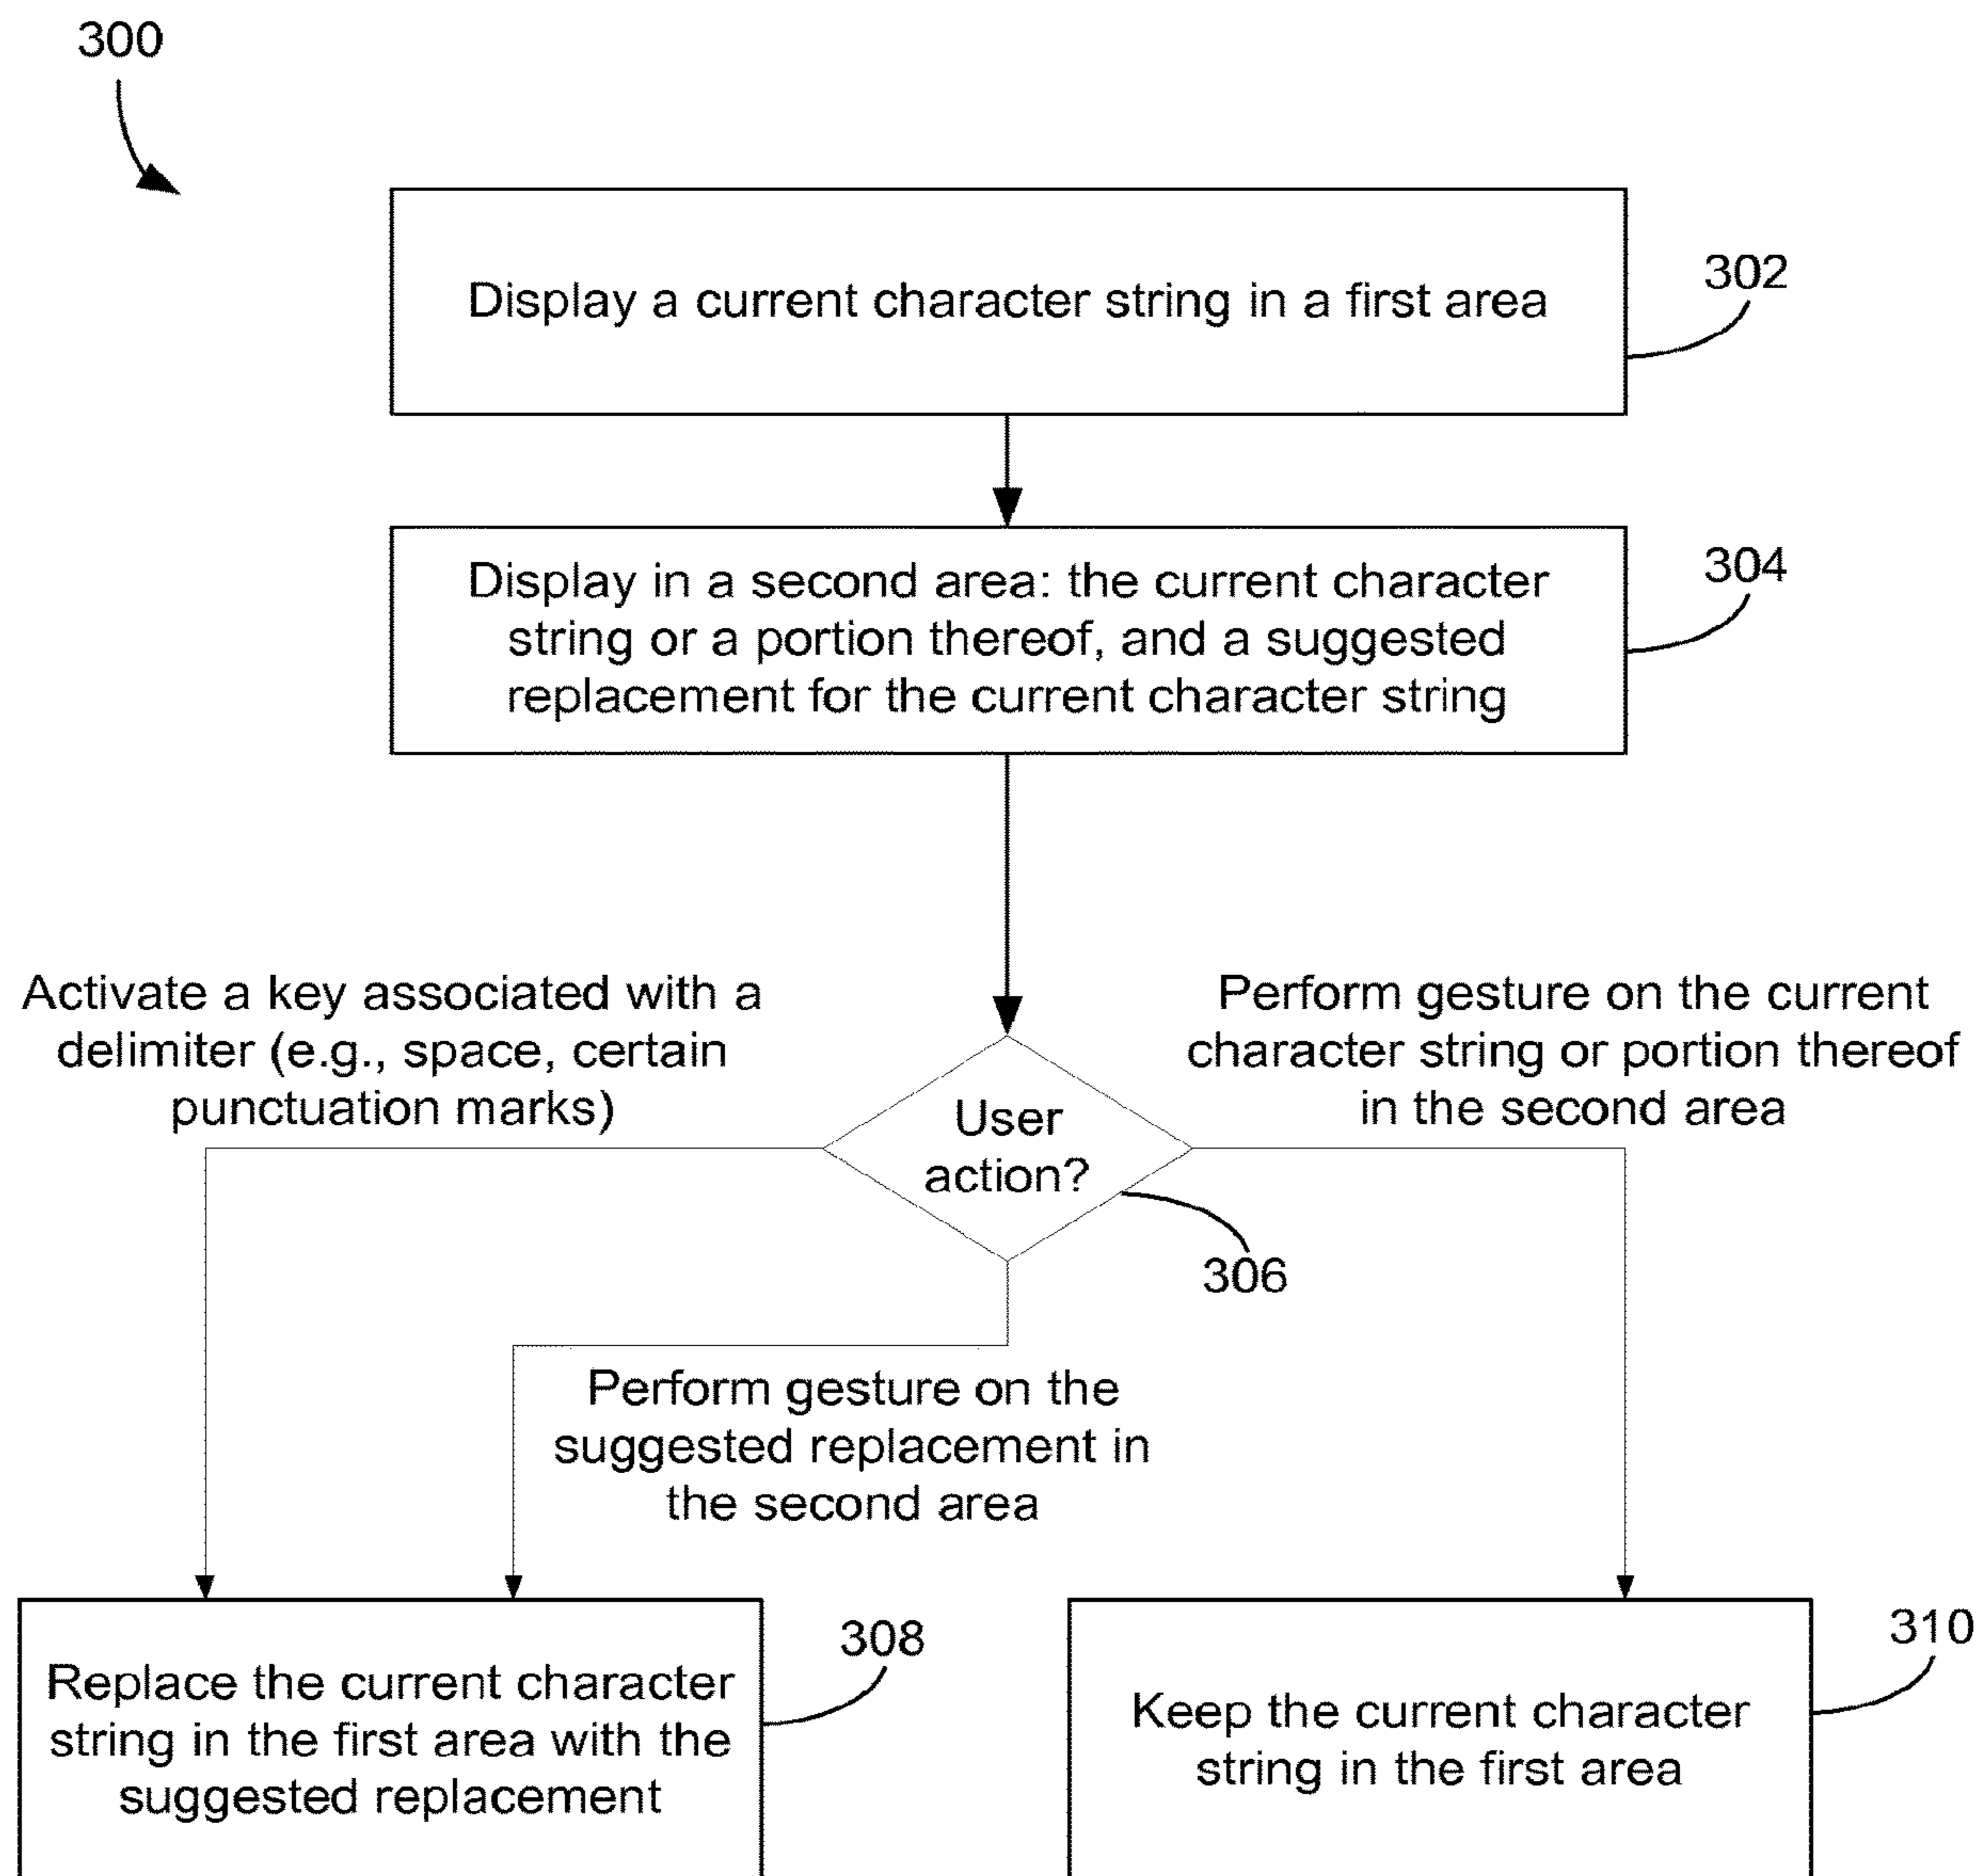 300
Display a current character string in a first area
302
Display in a second area: the current character
string or a portion thereof, and a suggested
replacement for the current character string
304
Activate a key associated with a
delimiter (e.g., space, certain
punctuation marks)
Perform gesture on the current
character string or portion thereof
in the second area
User
action?
306
Perform gesture on the
suggested replacement in
the second area
Replace the current character
string in the first area with the
suggested replacement
308
Keep the current character
string in the first area
310